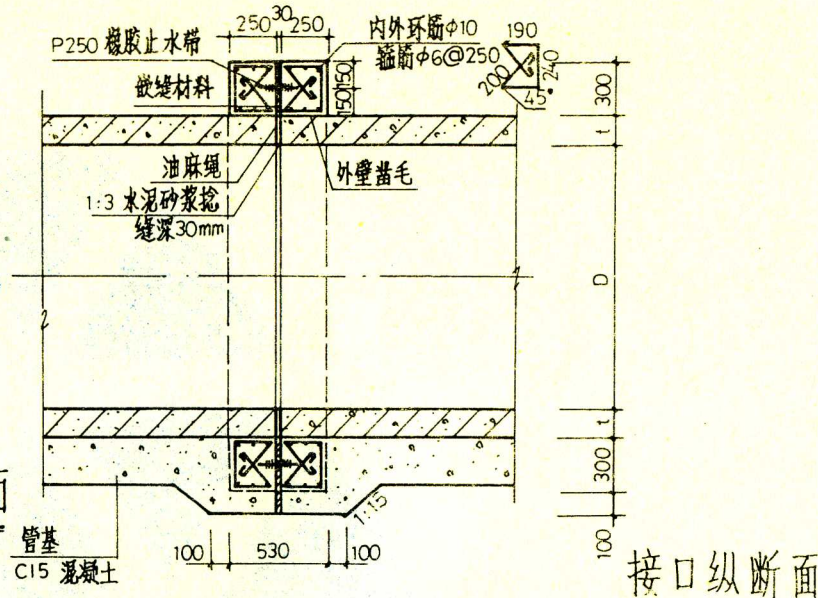 250 30 250
P250 橡胶止水带
嵌缝材料
内外环筋φ10
箍筋φ6@250
190
200
240
45°
150
150
300
t
油麻绳
外壁凿毛
1:3 水泥砂浆捻
缝深30mm
D
t
300
100
1:1.5
管基
C15 混凝土
100 530 100
接口纵断面